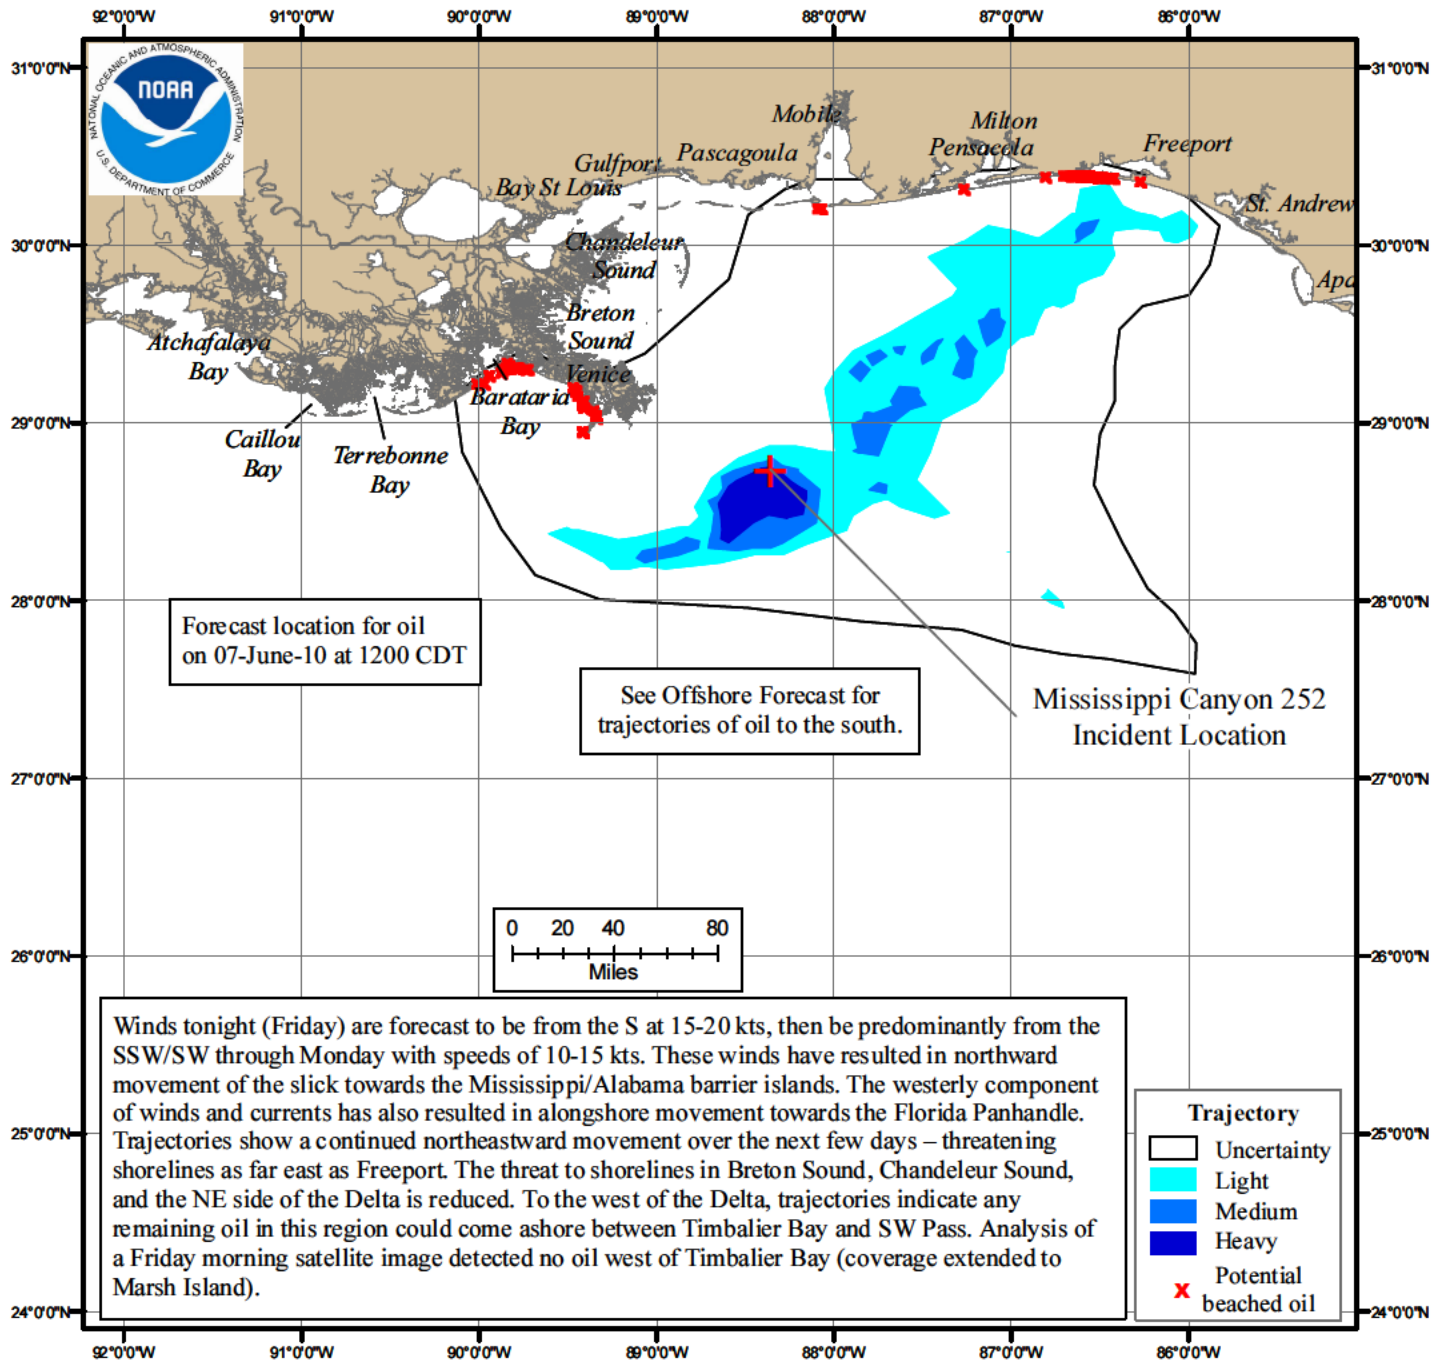 92°0'0"W 91°0'0"W 90°0'0"W 89°0'0"W 88°0'0"W 87°0'0"W 86°0'0"W
NATIONAL OCEANIC AND ATMOSPHERIC ADMINISTRATION
NOAA
U.S. DEPARTMENT OF COMMERCE
31°0'0"N 31°0'0"N
Mobile
Milton
Pensacola
Freeport
Pascagoula
Gulfport
Bay St Louis
St. Andrew
30°0'0"N 30°0'0"N
Chandeleur
Sound
Apa
Breton
Sound
Atchafalaya
Bay
Venice
Barataria
Bay
29°0'0"N 29°0'0"N
Caillou
Bay
Terrebonne
Bay
28°0'0"N 28°0'0"N
Forecast location for oil
on 07-June-10 at 1200 CDT
See Offshore Forecast for
trajectories of oil to the south.
Mississippi Canyon 252
Incident Location
27°0'0"N 27°0'0"N
0 20 40 80
Miles
26°0'0"N 26°0'0"N
Winds tonight (Friday) are forecast to be from the S at 15-20 kts, then be predominantly from the
SSW/SW through Monday with speeds of 10-15 kts. These winds have resulted in northward
movement of the slick towards the Mississippi/Alabama barrier islands. The westerly component
of winds and currents has also resulted in alongshore movement towards the Florida Panhandle.
Trajectories show a continued northeastward movement over the next few days – threatening
shorelines as far east as Freeport. The threat to shorelines in Breton Sound, Chandeleur Sound,
and the NE side of the Delta is reduced. To the west of the Delta, trajectories indicate any
remaining oil in this region could come ashore between Timbalier Bay and SW Pass. Analysis of
a Friday morning satellite image detected no oil west of Timbalier Bay (coverage extended to
Marsh Island).
25°0'0"N 25°0'0"N
Trajectory
Uncertainty
Light
Medium
Heavy
x Potential
beached oil
24°0'0"N 24°0'0"N
92°0'0"W 91°0'0"W 90°0'0"W 89°0'0"W 88°0'0"W 87°0'0"W 86°0'0"W